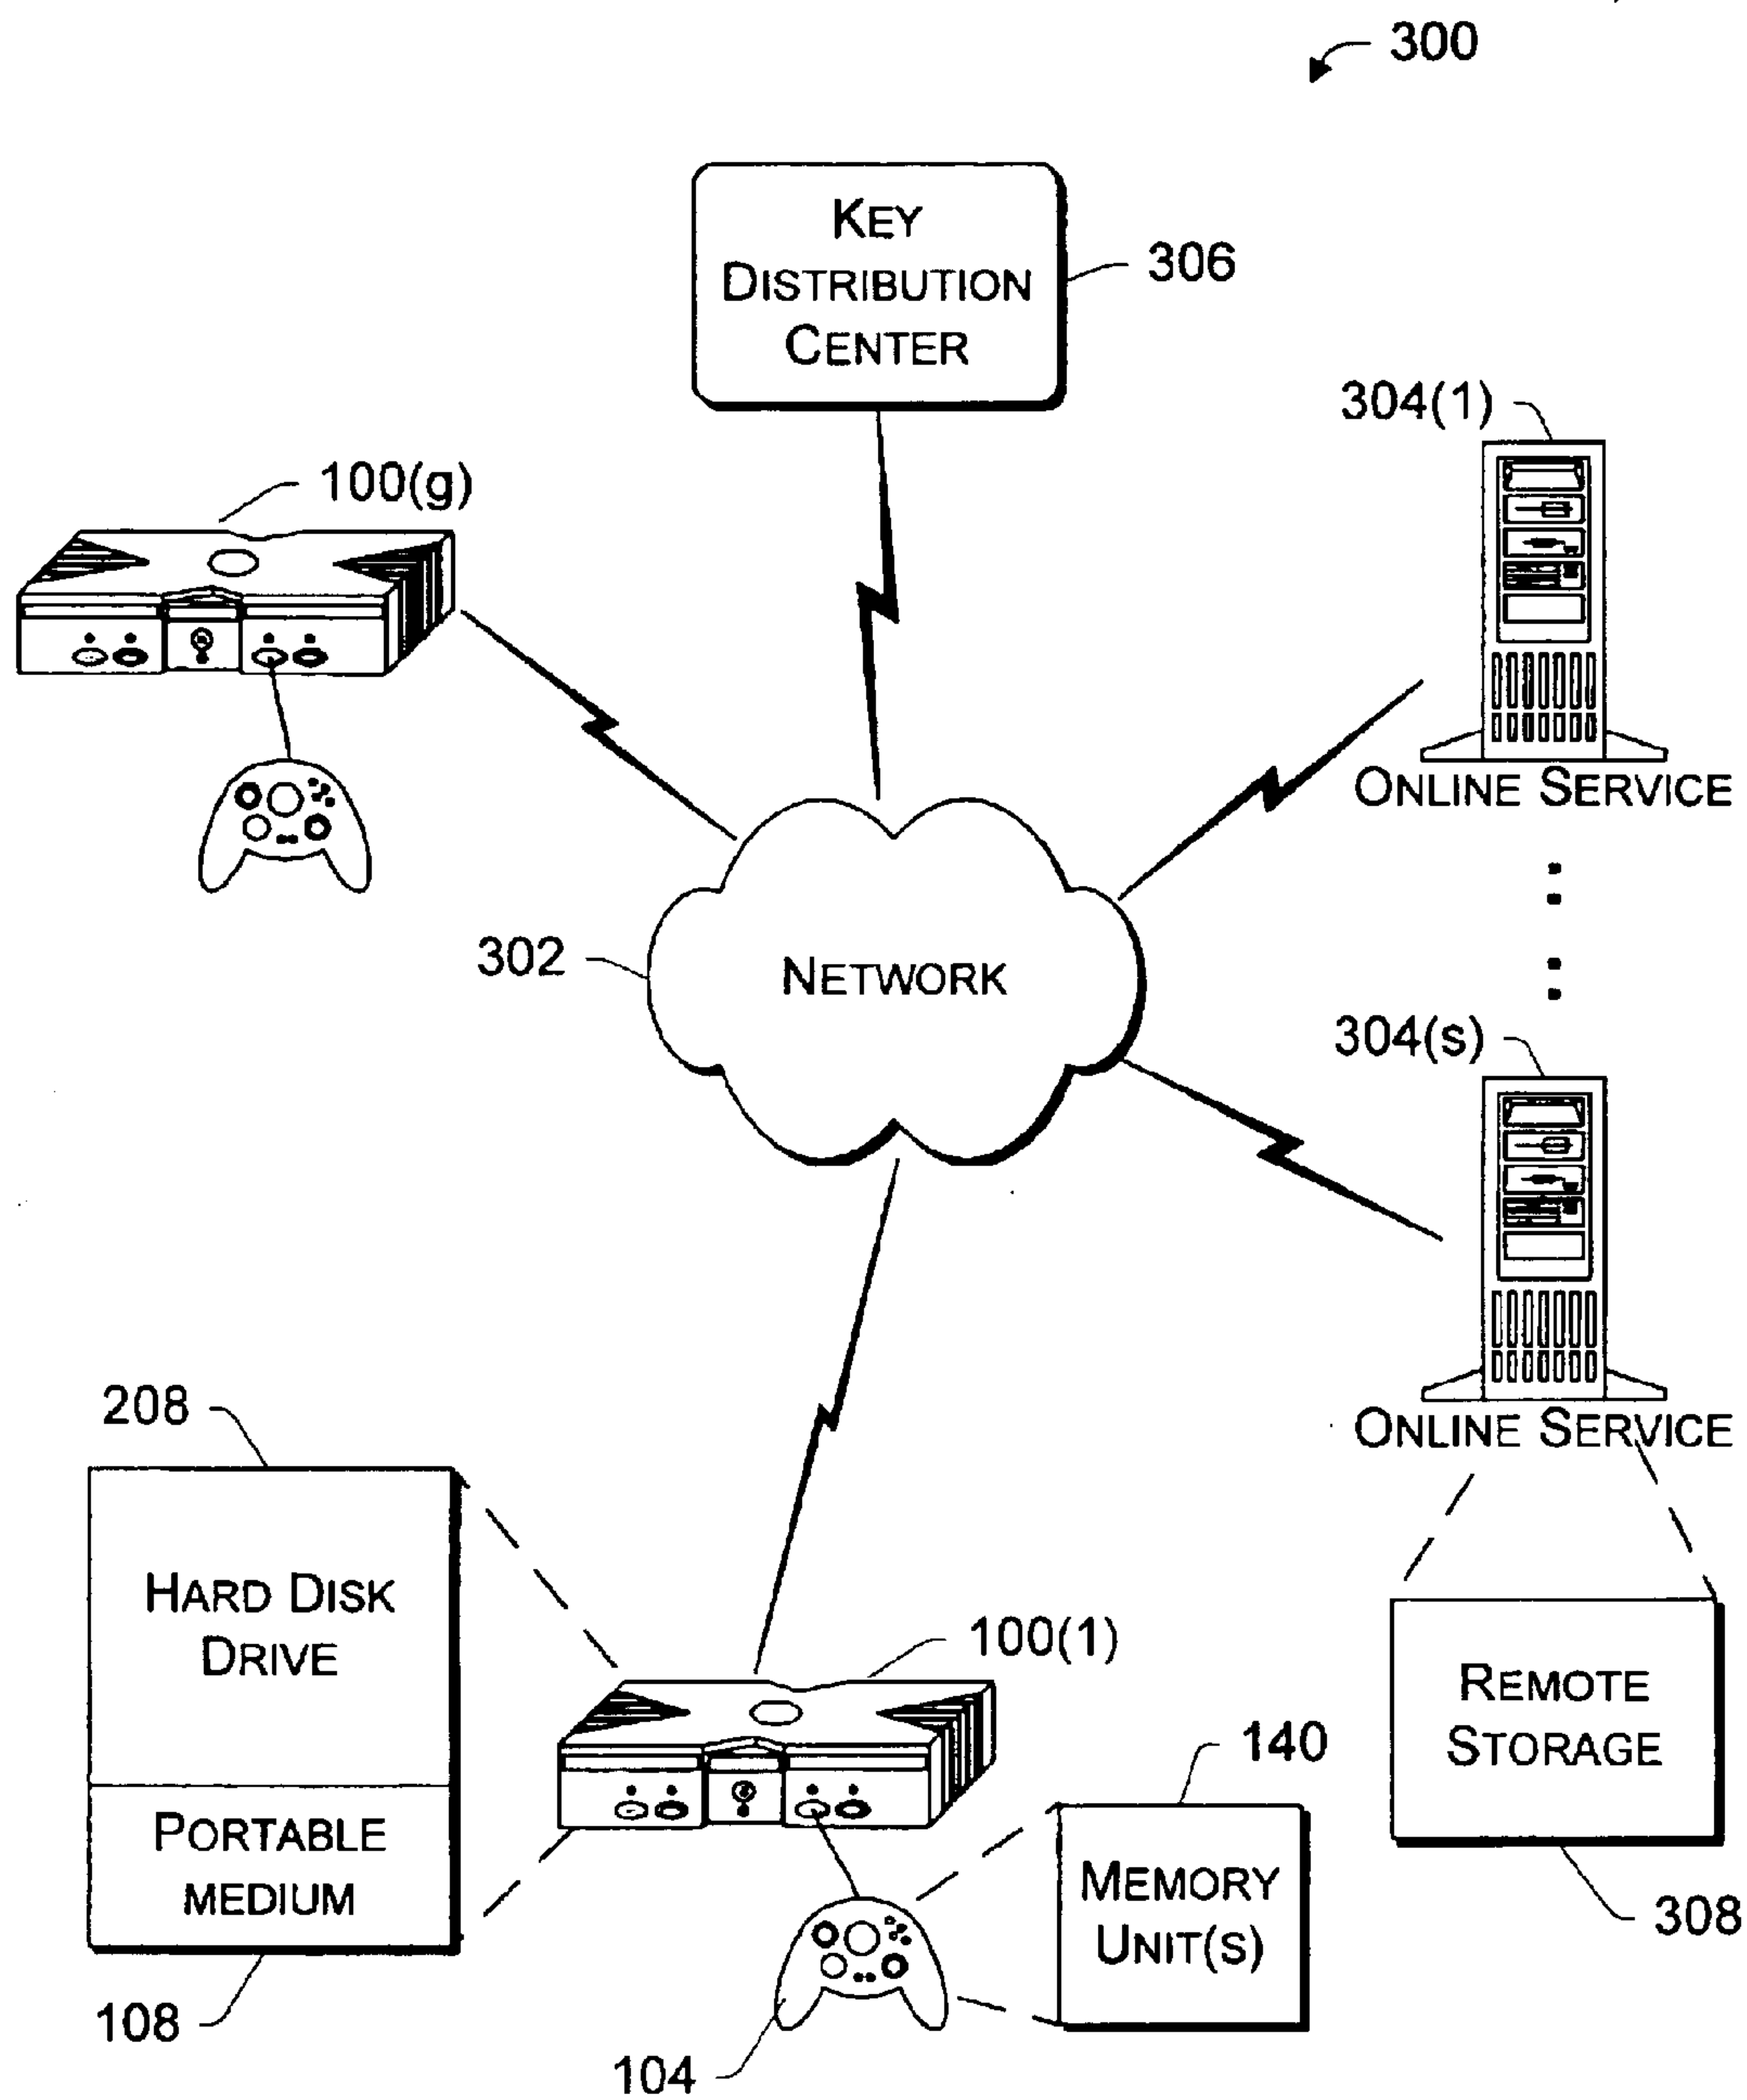 300
KEY
DISTRIBUTION
CENTER
306
304(1)
100(g)
ONLINE SERVICE
302
NETWORK
304(s)
ONLINE SERVICE
208
HARD DISK
DRIVE
100(1)
REMOTE
STORAGE
140
PORTABLE
MEDIUM
MEMORY
UNIT(S)
308
108
104